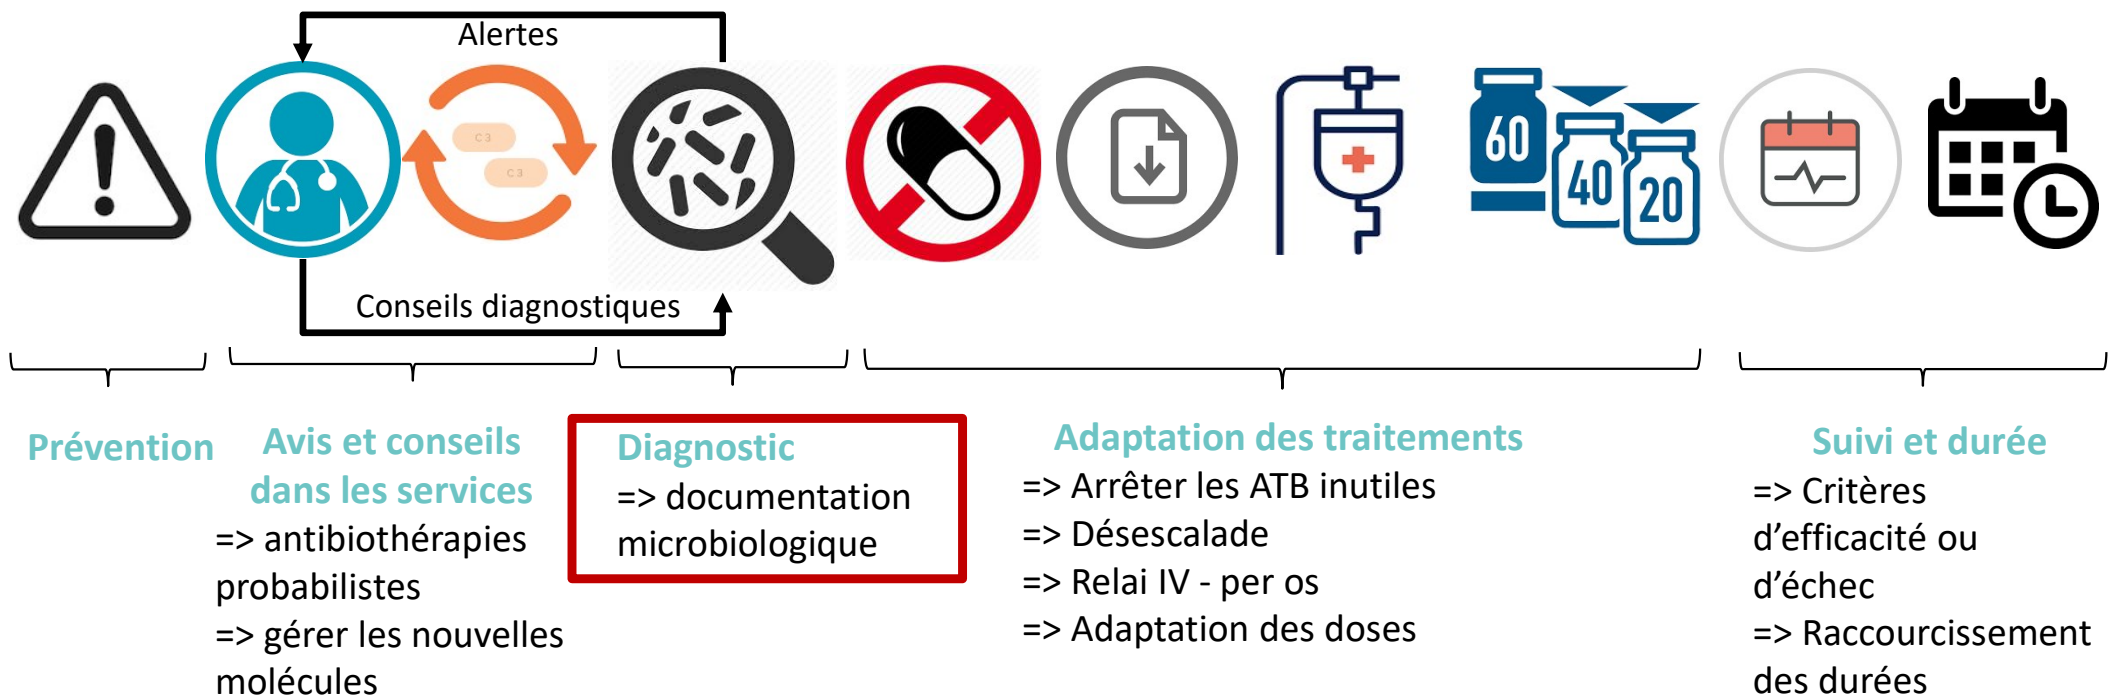 Alertes
C3
C3
60
40
20
Conseils diagnostiques
Prévention
Avis et conseils
dans les services
=> antibiothérapies
probabilistes
=> gérer les nouvelles
molécules
Diagnostic
=> documentation
microbiologique
Adaptation des traitements
=> Arrêter les ATB inutiles
=> Désescalade
=> Relai IV - per os
=> Adaptation des doses
Suivi et durée
=> Critères
d’efficacité ou
d’échec
=> Raccourcissement
des durées